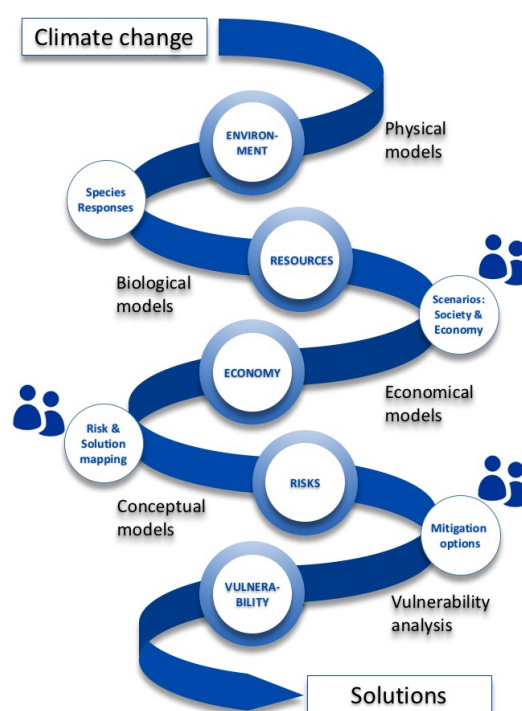 Climate change
Physical
models
ENVIRON-
MENT
Species
Responses
RESOURCES
Biological
models
Scenarios:
Society &
Economy
ECONOMY
Economical
models
Risk &
Solution
mapping
RISKS
Conceptual
models
Mitigation
options
VULNERA-
BILITY
Vulnerability
analysis
Solutions